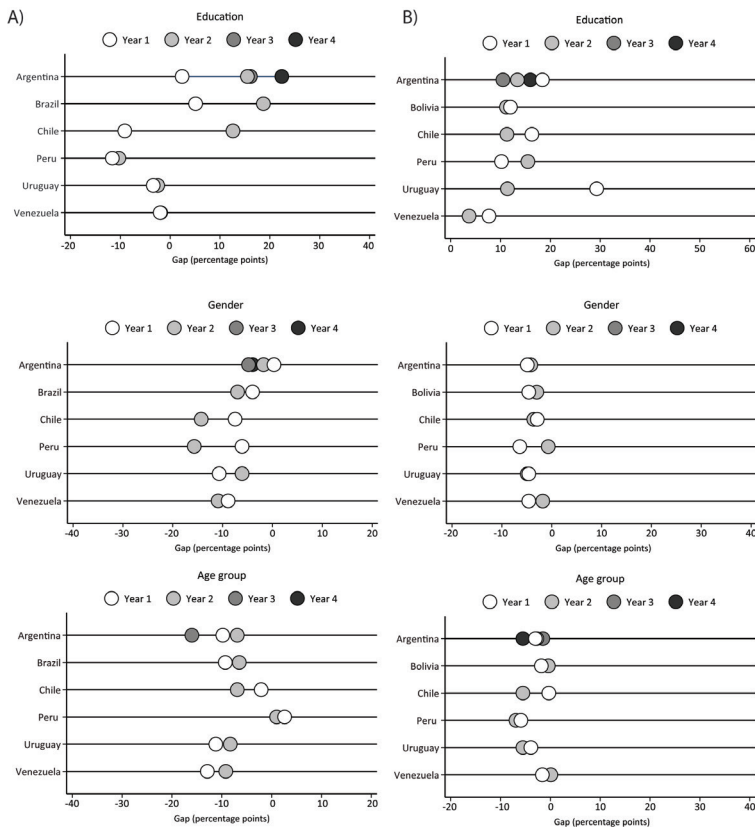 A)
Education
Year 1 Year 2 Year 3 Year 4
Argentina
Brazil
Chile
Peru
Uruguay
Venezuela
-20 -10 0 10 20 30 40
Gap (percentage points)
Gender
Year 1 Year 2 Year 3 Year 4
Argentina
Brazil
Chile
Peru
Uruguay
Venezuela
-40 -30 -20 -10 0 10 20
Gap (percentage points)
Age group
Year 1 Year 2 Year 3 Year 4
Argentina
Brazil
Chile
Peru
Uruguay
Venezuela
-40 -30 -20 -10 0 10 20
Gap (percentage points)
B)
Education
Year 1 Year 2 Year 3 Year 4
Argentina
Bolivia
Chile
Peru
Uruguay
Venezuela
0 10 20 30 40 50 60
Gap (percentage points)
Gender
Year 1 Year 2 Year 3 Year 4
Argentina
Bolivia
Chile
Peru
Uruguay
Venezuela
-20 -10 0 10 20 30 40
Gap (percentage points)
Age group
Year 1 Year 2 Year 3 Year 4
Argentina
Bolivia
Chile
Peru
Uruguay
Venezuela
-20 -10 0 10 20 30 40
Gap (percentage points)